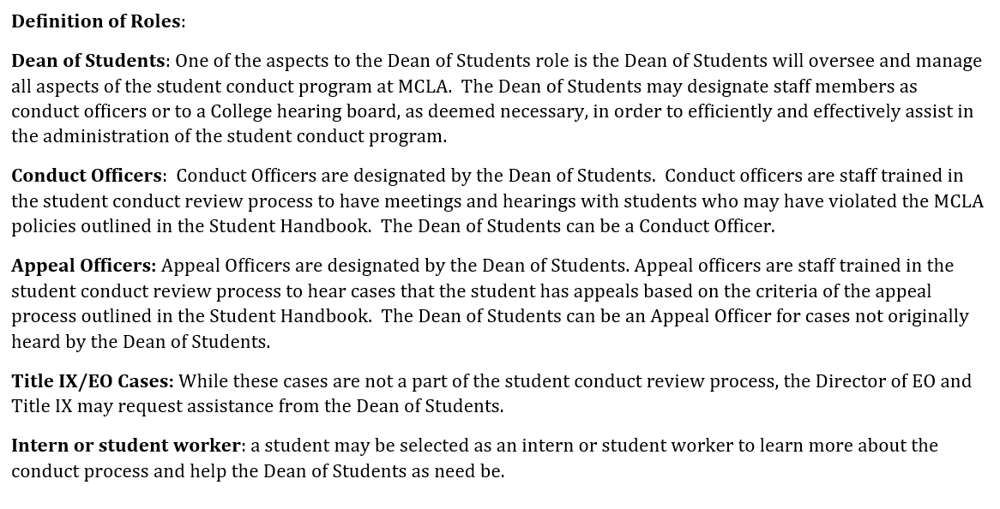 Definition of Roles:
Dean of Students: One of the aspects to the Dean of Students role is the Dean of Students will oversee and manage
all aspects of the student conduct program at MCLA.  The Dean of Students may designate staff members as
conduct officers or to a College hearing board, as deemed necessary, in order to efficiently and effectively assist in
the administration of the student conduct program.
Conduct Officers:  Conduct Officers are designated by the Dean of Students.  Conduct officers are staff trained in
the student conduct review process to have meetings and hearings with students who may have violated the MCLA
policies outlined in the Student Handbook.  The Dean of Students can be a Conduct Officer.
Appeal Officers: Appeal Officers are designated by the Dean of Students. Appeal officers are staff trained in the
student conduct review process to hear cases that the student has appeals based on the criteria of the appeal
process outlined in the Student Handbook.  The Dean of Students can be an Appeal Officer for cases not originally
heard by the Dean of Students.
Title IX/EO Cases: While these cases are not a part of the student conduct review process, the Director of EO and
Title IX may request assistance from the Dean of Students.
Intern or student worker: a student may be selected as an intern or student worker to learn more about the
conduct process and help the Dean of Students as need be.